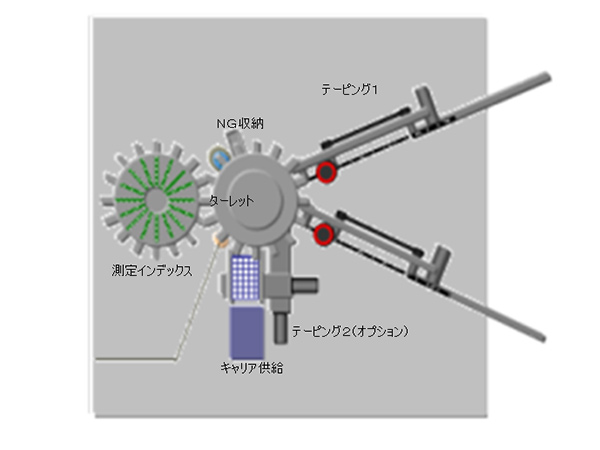 テーピング1
NG収納
ターレット
測定インデックス
テーピング2(オプション)
キャリア供給